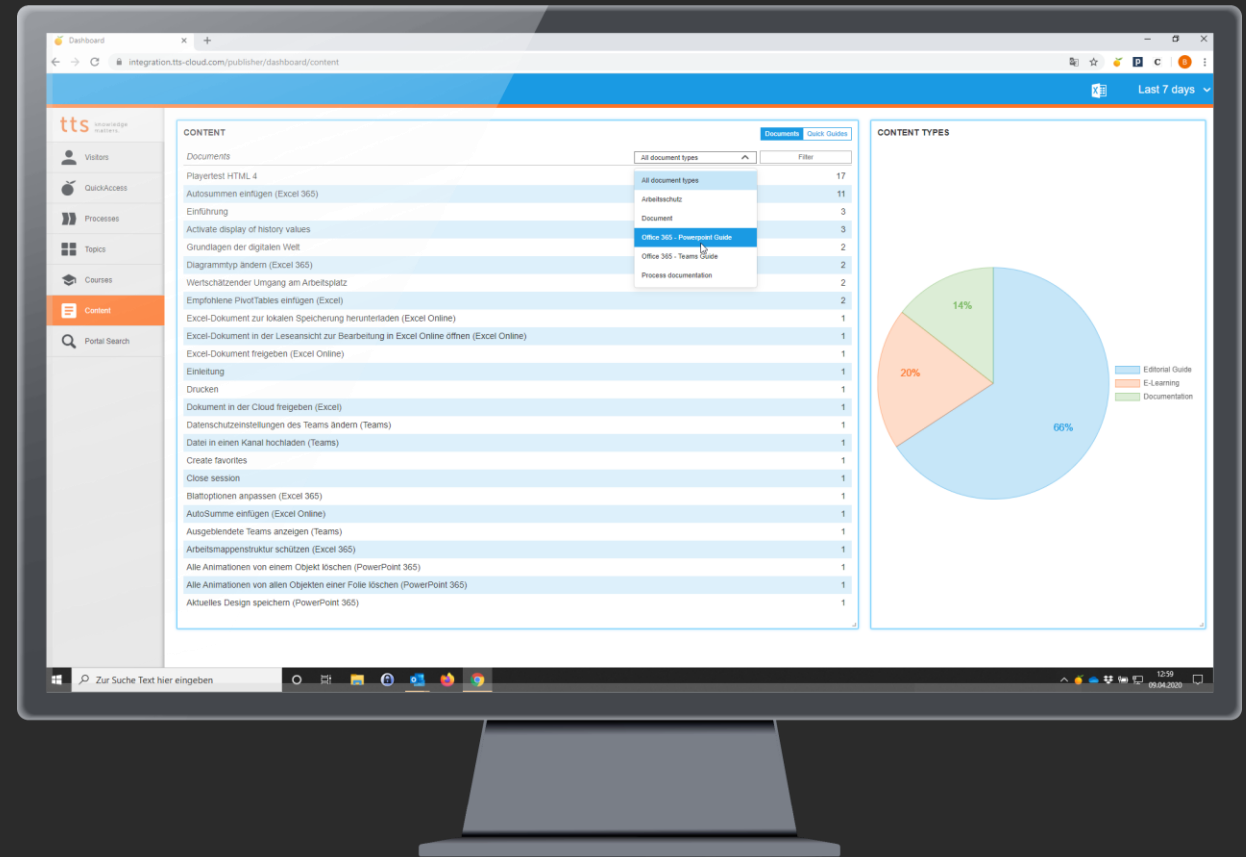 Dashboard
integration.tts-cloud.com/publisher/dashboard/content
Last 7 days
tts knowledge matters.
Visitors
QuickAccess
Processes
Topics
Courses
Content
Portal Search
CONTENT
Documents Quick Guides
Documents
All document types
Filter
All document types
Arbeitsschutz
Document
Office 365 - Powerpoint Guide
Office 365 - Teams Guide
Process documentation
Playertest HTML 4 17
Autosummen einfügen (Excel 365) 11
Einführung 3
Activate display of history values 3
Grundlagen der digitalen Welt 2
Diagrammtyp ändern (Excel 365) 2
Wertschätzender Umgang am Arbeitsplatz 2
Empfohlene PivotTables einfügen (Excel) 2
Excel-Dokument zur lokalen Speicherung herunterladen (Excel Online) 1
Excel-Dokument in der Leseansicht zur Bearbeitung in Excel Online öffnen (Excel Online) 1
Excel-Dokument freigeben (Excel Online) 1
Einleitung 1
Drucken 1
Dokument in der Cloud freigeben (Excel) 1
Datenschutzeinstellungen des Teams ändern (Teams) 1
Datei in einen Kanal hochladen (Teams) 1
Create favorites 1
Close session 1
Blattoptionen anpassen (Excel 365) 1
AutoSumme einfügen (Excel Online) 1
Ausgeblendete Teams anzeigen (Teams) 1
Arbeitsmappenstruktur schützen (Excel 365) 1
Alle Animationen von einem Objekt löschen (PowerPoint 365) 1
Alle Animationen von allen Objekten einer Folie löschen (PowerPoint 365) 1
Aktuelles Design speichern (PowerPoint 365) 1
CONTENT TYPES
14%
20%
66%
Editorial Guide
E-Learning
Documentation
Zur Suche Text hier eingeben
12:59
09.04.2020